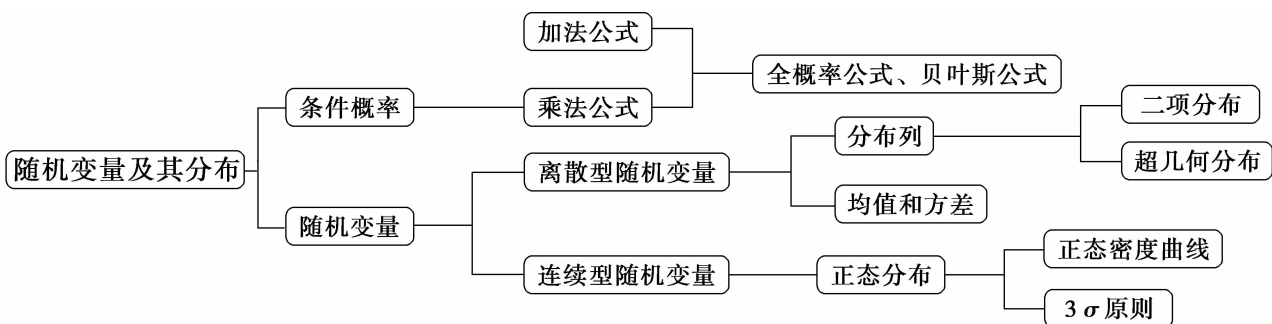 加法公式
全概率公式、贝叶斯公式
条件概率
乘法公式
二项分布
分布列
随机变量及其分布
离散型随机变量
超几何分布
均值和方差
随机变量
正态密度曲线
连续型随机变量
正态分布
3σ原则